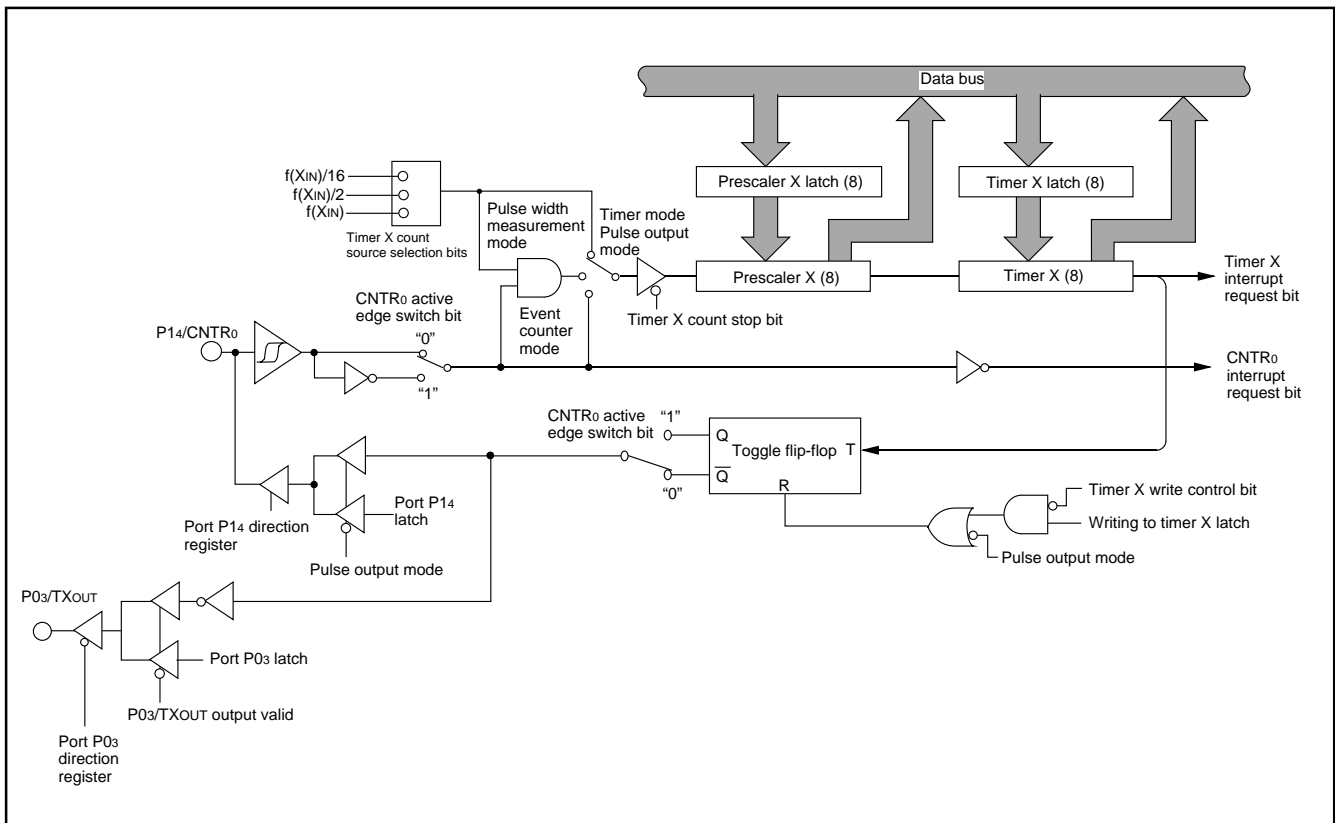 Data bus
f(XIN)/16
f(XIN)/2
f(XIN)
Timer X count
source selection bits
Pulse width
measurement
mode
Timer mode
Pulse output
mode
Prescaler X latch (8)
Timer X latch (8)
Prescaler X (8)
Timer X (8)
Timer X
interrupt
request bit
Timer X count stop bit
Event
counter
mode
CNTR0 active
edge switch bit
P14/CNTR0
“0”
“1”
CNTR0
interrupt
request bit
CNTR0 active
edge switch bit
“1”
“0”
Q
Toggle flip-flop
T
Q
R
Timer X write control bit
Writing to timer X latch
Pulse output mode
Port P14
latch
Port P14 direction
register
Pulse output mode
P03/TXOUT
Port P03 latch
P03/TXOUT output valid
Port P03
direction
register